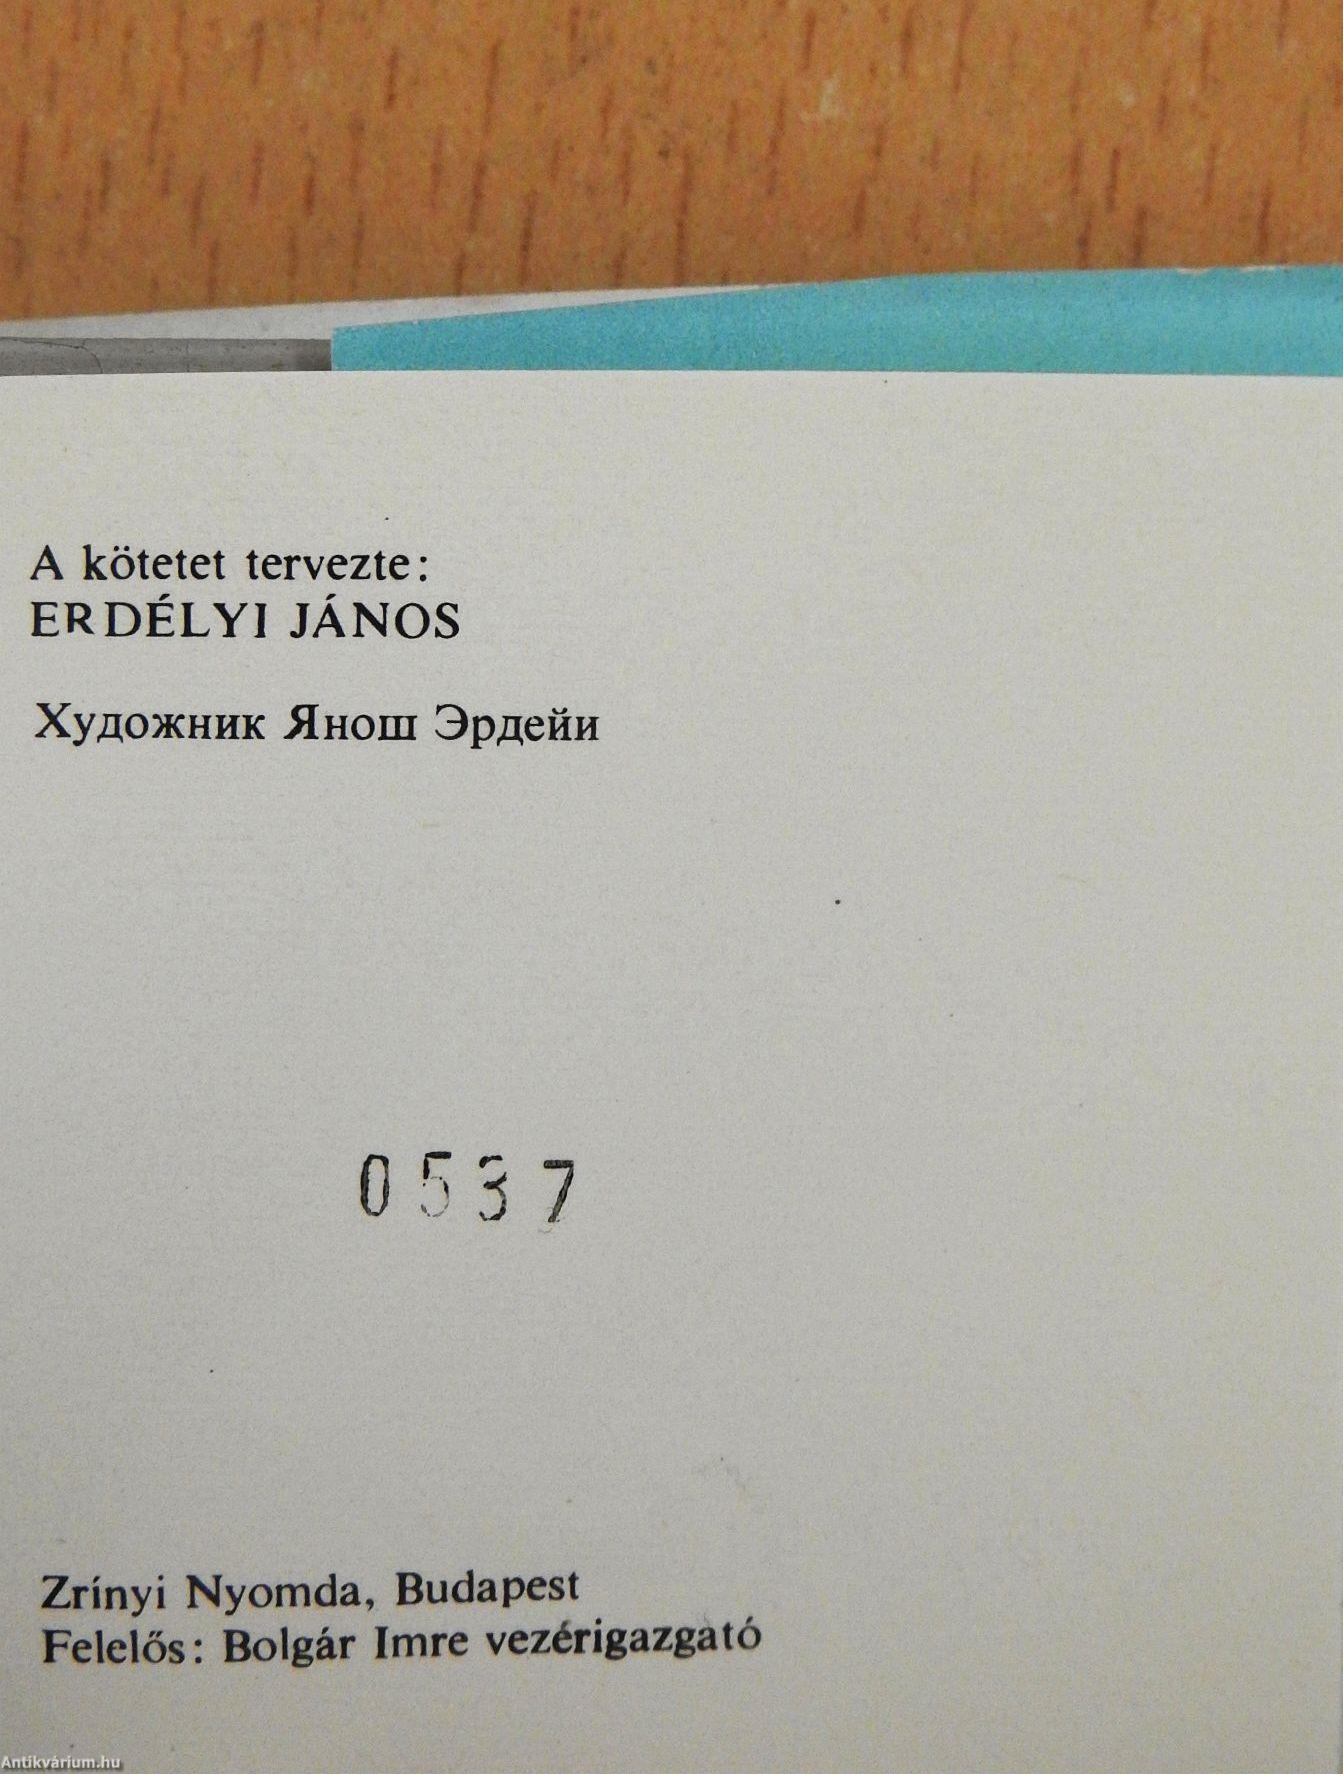 A kötetet tervezte:
ERDÉLYI JÁNOS
Художник Янош Эрдейи
0537
Zrínyi Nyomda, Budapest
Felelős: Bolgár Imre vezérigazgató
Antikvárium.hu